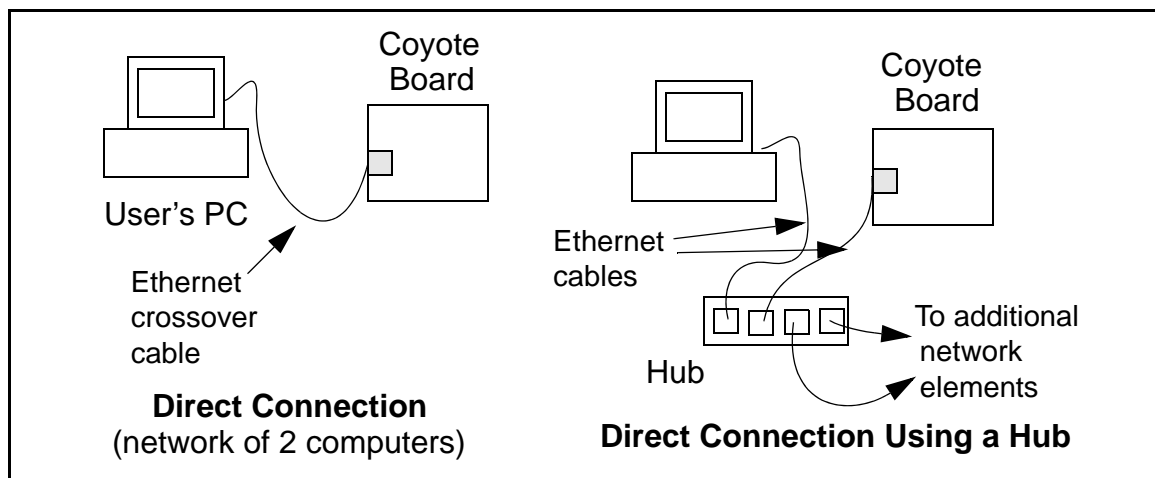 Coyote
Board
User's PC
Ethernet
crossover
cable
Direct Connection
(network of 2 computers)
Coyote
Board
Ethernet
cables
Hub
To additional
network
elements
Direct Connection Using a Hub